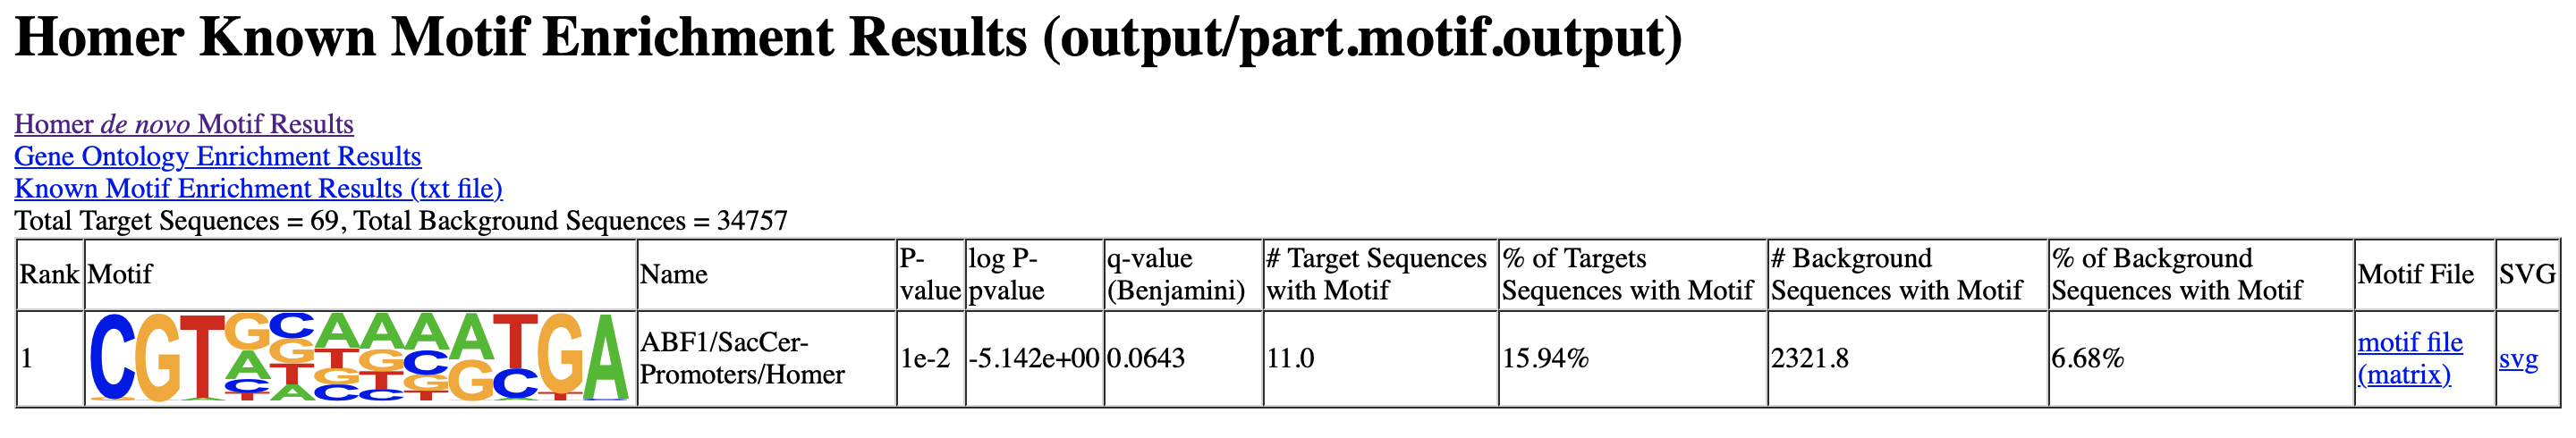 Homer Known Motif Enrichment Results (output/part.motif.output)
Homer de novo Motif Results
Gene Ontology Enrichment Results
Known Motif Enrichment Results (txt file)
Total Target Sequences = 69, Total Background Sequences = 34757
Rank Motif Name P-value log P-pvalue q-value (Benjamini) # Target Sequences with Motif % of Targets Sequences with Motif # Background Sequences with Motif % of Background Sequences with Motif Motif File SVG
1 CGTGCAAAATGA ABF1/SacCer-Promoters/Homer 1e-2 -5.142e+00 0.0643 11.0 15.94% 2321.8 6.68% motif file (matrix) svg